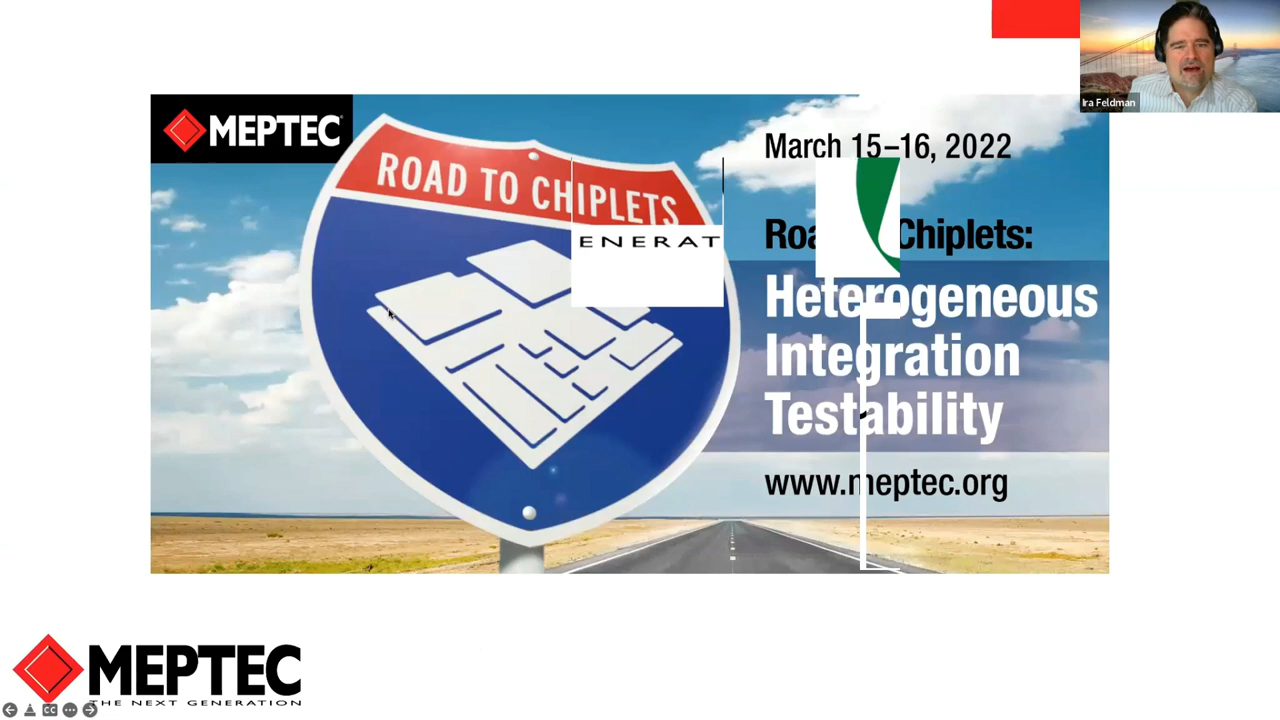 Ira Feldman
MEPTEC
ROAD TO CHIPLETS
ENERAT
March 15–16, 2022
Roa Chiplets:
Heterogeneous
Integration
Testability
www.meptec.org
MEPTEC
THE NEXT GENERATION
CC